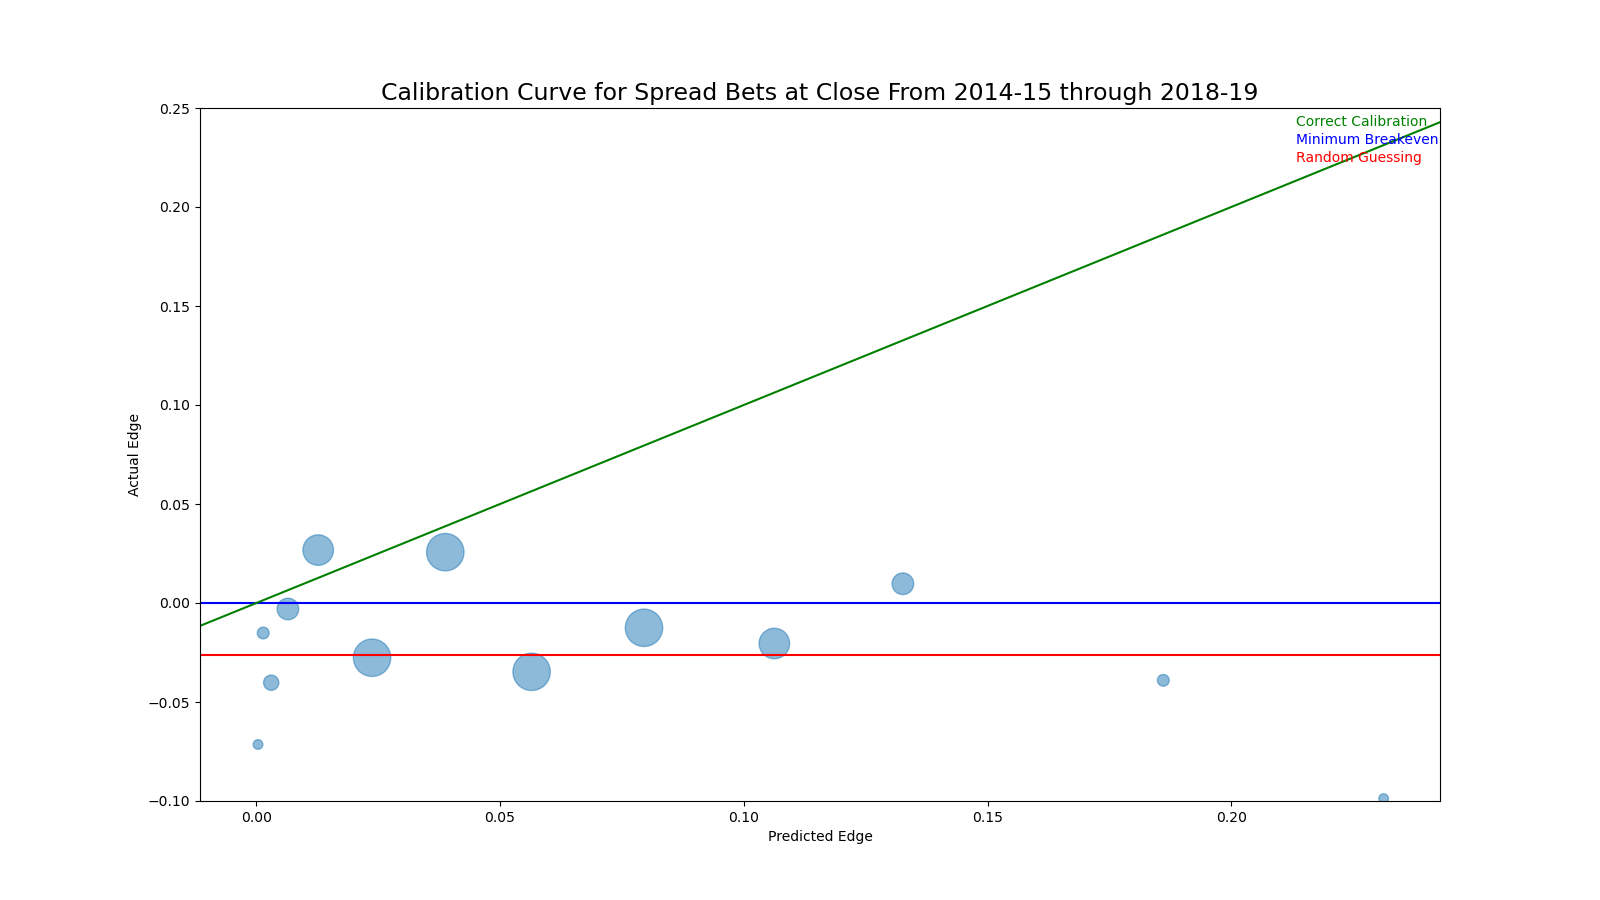 Calibration Curve for Spread Bets at Close From 2014-15 through 2018-19
Correct Calibration
Minimum Breakeven
Random Guessing
0.25
0.20
0.15
0.10
0.05
0.00
−0.05
−0.10
Actual Edge
0.00 0.05 0.10 0.15 0.20
Predicted Edge